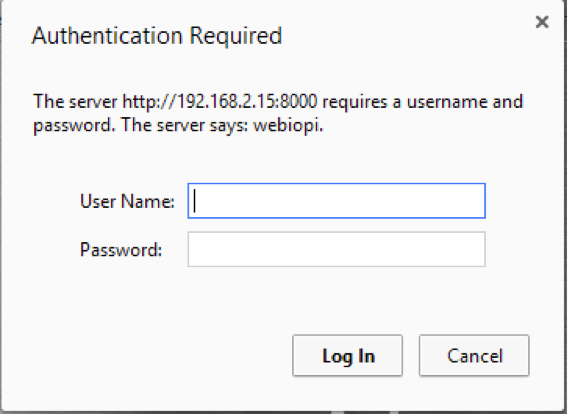 Authentication Required
The server http://192.168.2.15:8000 requires a username and
password. The server says: webiopi.
User Name:
Password:
Log In
Cancel